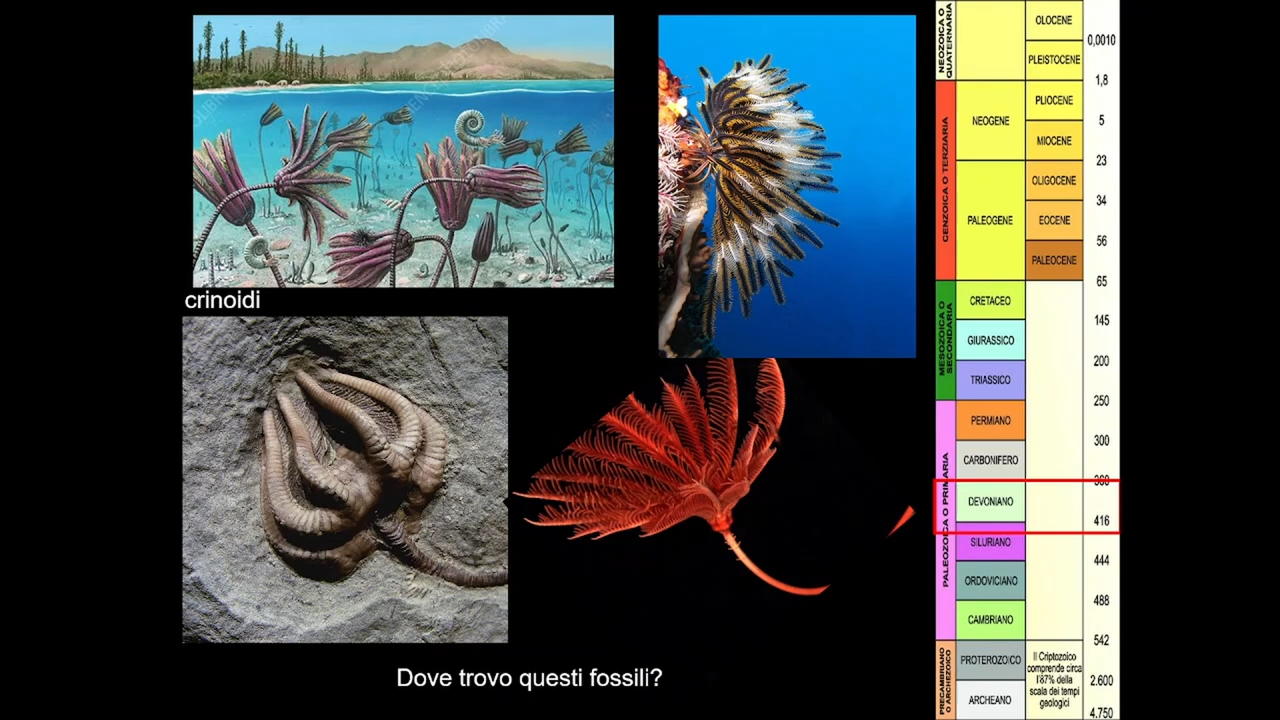 crinoidi
Dove trovo questi fossili?
NEOZOICA O
QUATERNARIA
OLOCENE
0,0010
PLEISTOCENE
1,8
CENZOICA O TERZIARIA
NEOGENE
PLIOCENE
5
MIOCENE
23
PALEOGENE
OLIGOCENE
34
EOCENE
56
PALEOCENE
65
MESOZOICA O
SECONDARIA
CRETACEO
145
GIURASSICO
200
TRIASSICO
250
PALEOZOICA O PRIMARIA
PERMIANO
300
CARBONIFERO
360
DEVONIANO
416
SILURIANO
444
ORDOVICIANO
488
CAMBRIANO
542
PRECAMBRIANO
O ARCHEZOICO
PROTEROZOICO
Il Criptozoico
comprende circa
l'87% della
scala dei tempi
geologici
2.600
ARCHEANO
4.750